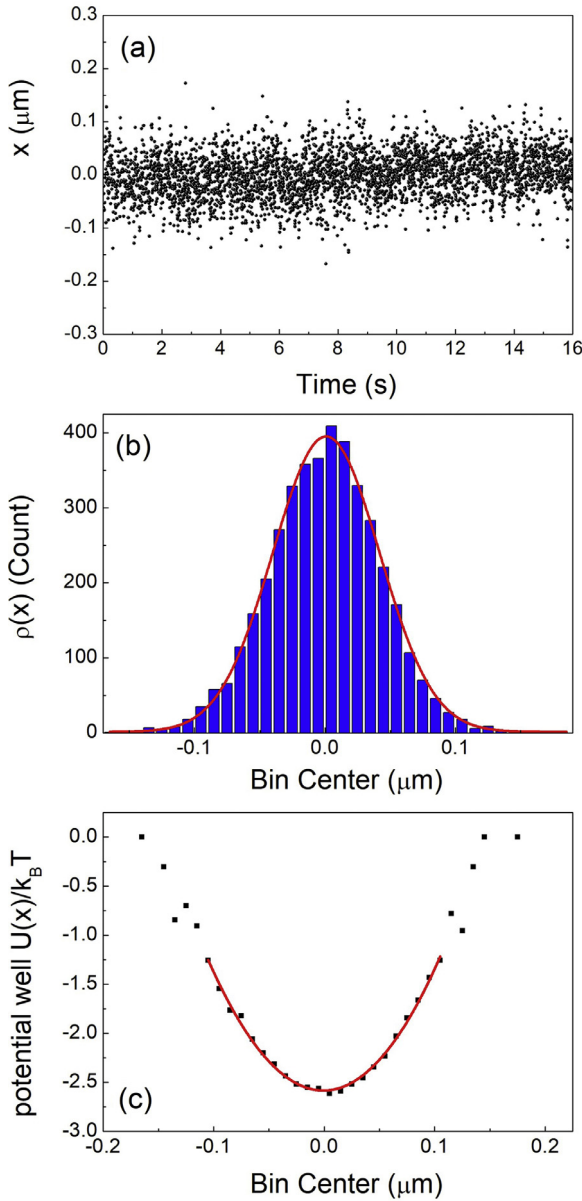 (a)
x (μm)
0.3
0.2
0.1
0.0
-0.1
-0.2
-0.3
0 2 4 6 8 10 12 14 16
Time (s)
(b)
ρ(x) (Count)
400
300
200
100
0
-0.1 0.0 0.1
Bin Center (μm)
potential well U(x)/k_BT
0.0
-0.5
-1.0
-1.5
-2.0
-2.5
-3.0
(c)
-0.2 -0.1 0.0 0.1 0.2
Bin Center (μm)